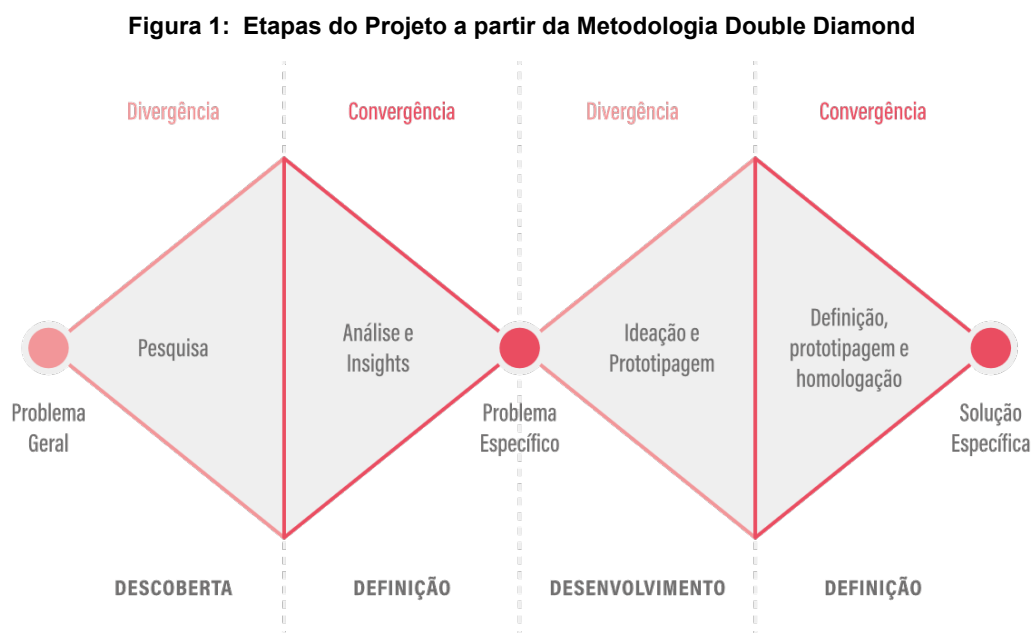 Figura 1: Etapas do Projeto a partir da Metodologia Double Diamond
Divergência
Convergência
Divergência
Convergência
Pesquisa
Análise e
Insights
Ideação e
Prototipagem
Definição,
prototipagem e
homologação
Problema
Geral
Problema
Específico
Solução
Específica
DESCOBERTA
DEFINIÇÃO
DESENVOLVIMENTO
DEFINIÇÃO